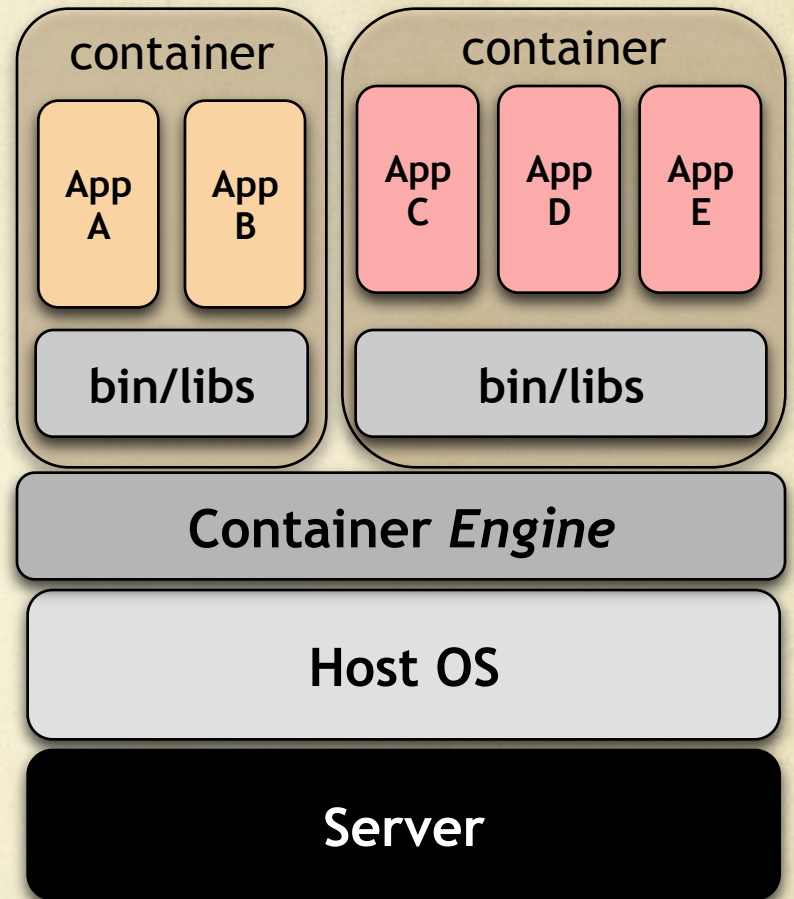 container
App
A
App
B
bin/libs
container
App
C
App
D
App
E
bin/libs
Container Engine
Host OS
Server